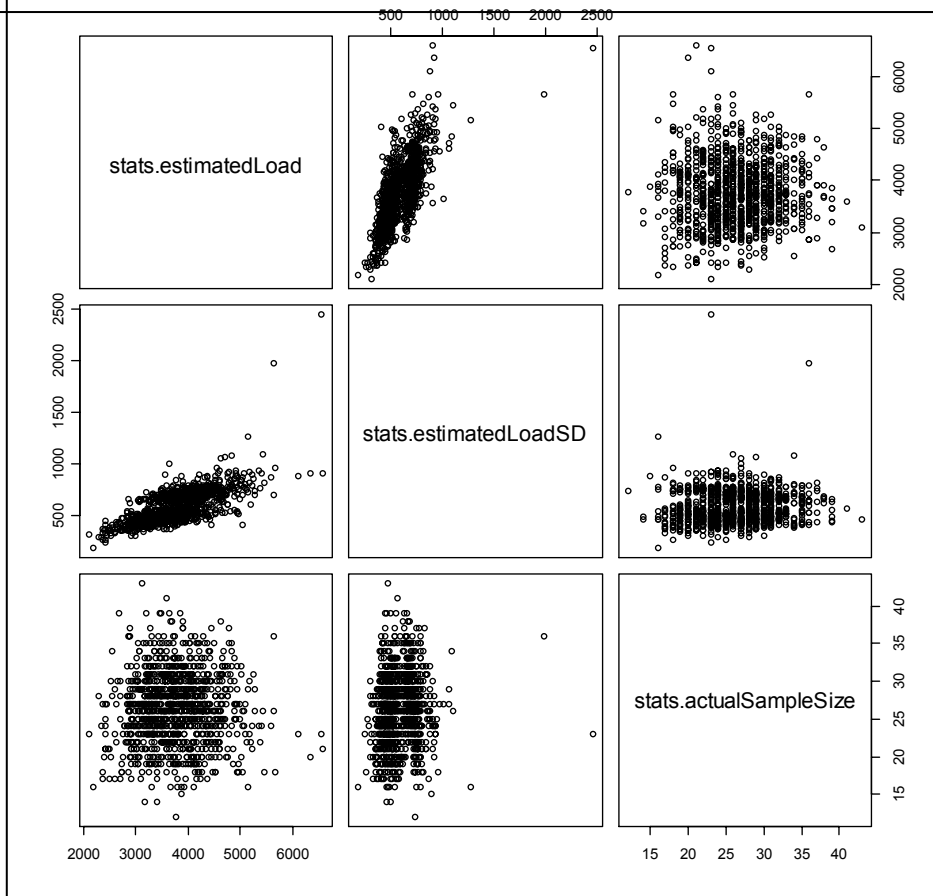 500 1000 1500 2000 2500
stats.estimatedLoad
2000 3000 4000 5000 6000
500 1000 1500 2000 2500
stats.estimatedLoadSD
stats.actualSampleSize
15 20 25 30 35 40
2000 3000 4000 5000 6000
15 20 25 30 35 40